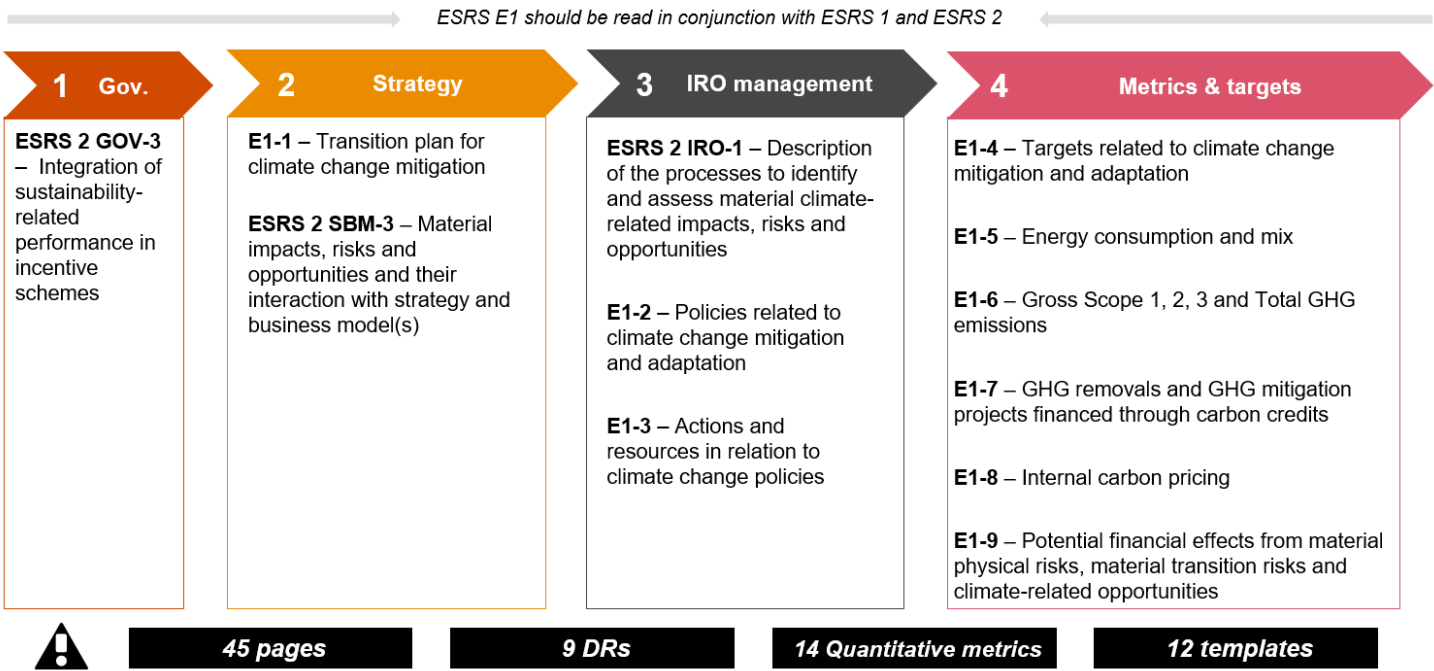 ESRS E1 should be read in conjunction with ESRS 1 and ESRS 2
1 Gov.
ESRS 2 GOV-3
– Integration of
sustainability-
related
performance in
incentive
schemes
2 Strategy
E1-1 – Transition plan for
climate change mitigation
ESRS 2 SBM-3 – Material
impacts, risks and
opportunities and their
interaction with strategy and
business model(s)
3 IRO management
ESRS 2 IRO-1 – Description
of the processes to identify
and assess material climate-
related impacts, risks and
opportunities
E1-2 – Policies related to
climate change mitigation
and adaptation
E1-3 – Actions and
resources in relation to
climate change policies
4 Metrics & targets
E1-4 – Targets related to climate change
mitigation and adaptation
E1-5 – Energy consumption and mix
E1-6 – Gross Scope 1, 2, 3 and Total GHG
emissions
E1-7 – GHG removals and GHG mitigation
projects financed through carbon credits
E1-8 – Internal carbon pricing
E1-9 – Potential financial effects from material
physical risks, material transition risks and
climate-related opportunities
45 pages
9 DRs
14 Quantitative metrics
12 templates